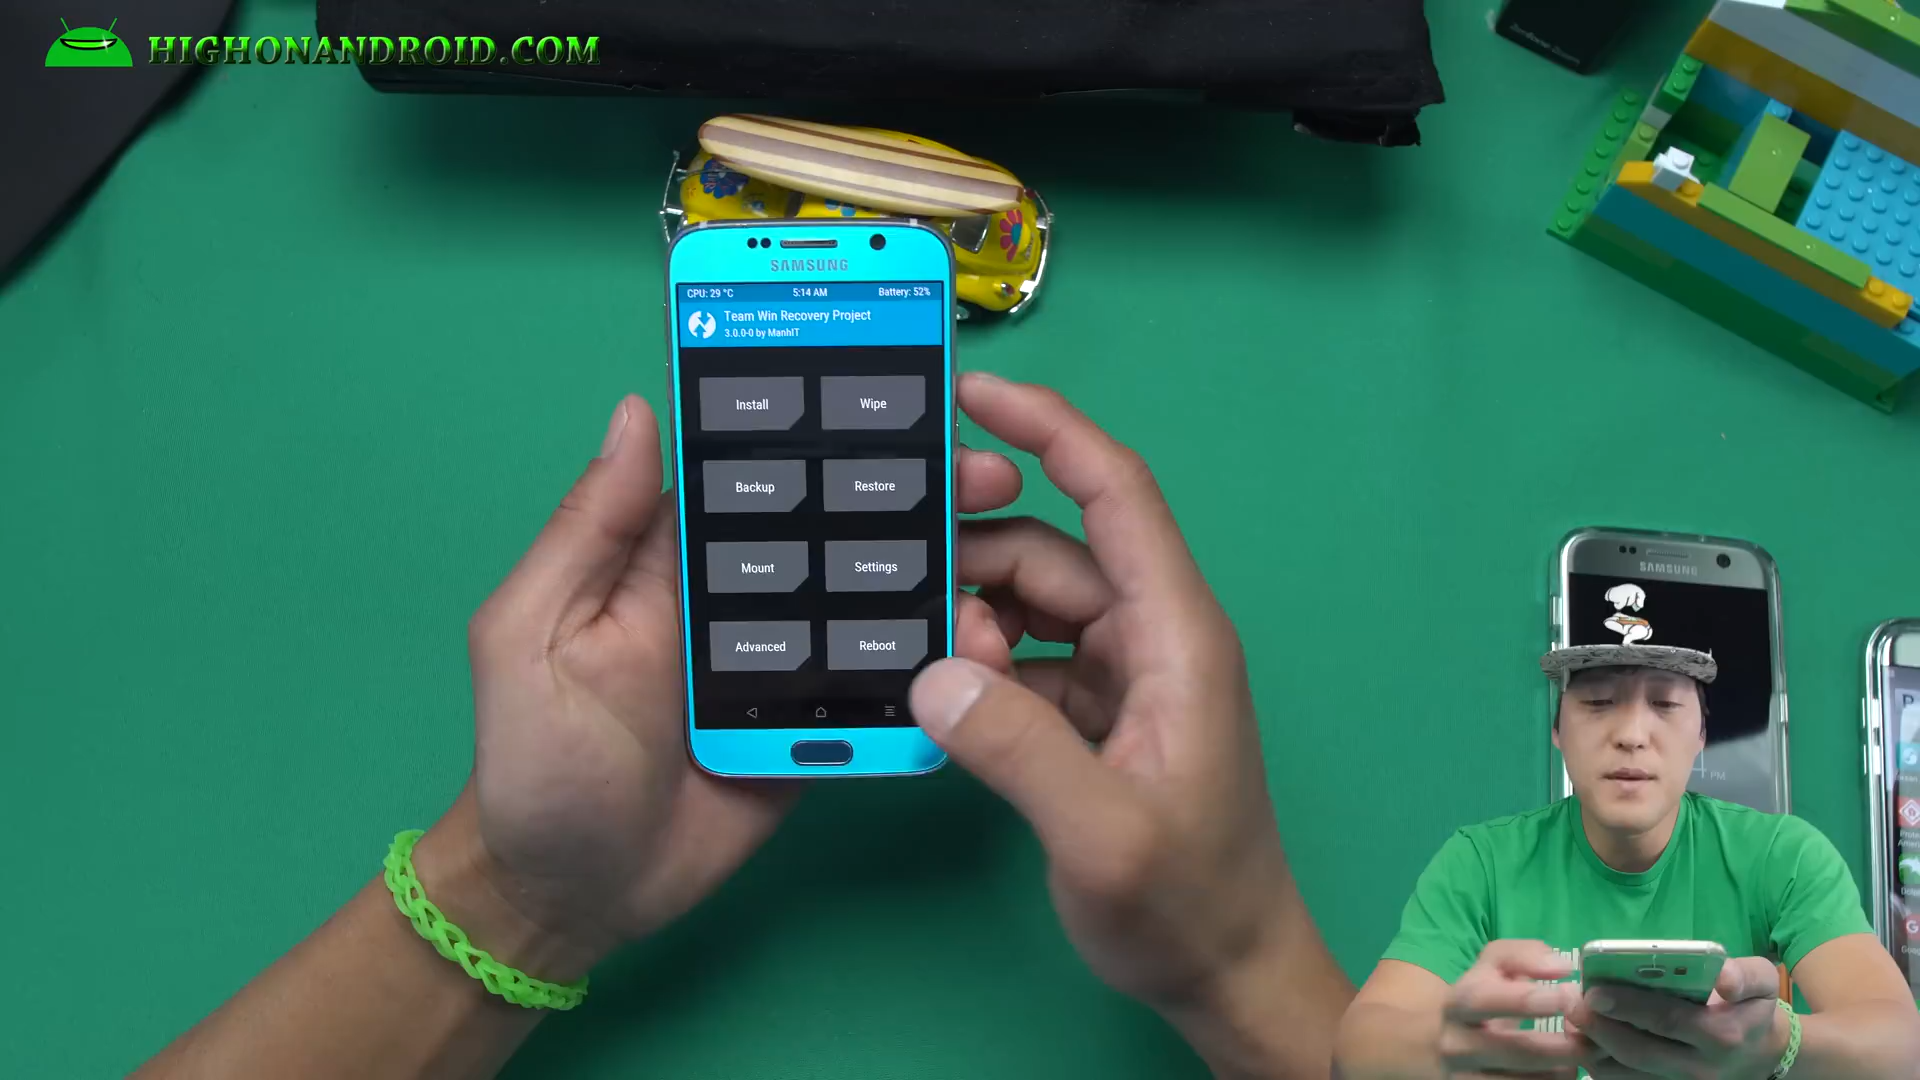 HIGHONANDROID.COM
SAMSUNG
CPU: 29 °C 5:14 AM Battery: 52%
Team Win Recovery Project
3.0.0-0 by ManhIT
Install Wipe
Backup Restore
Mount Settings
Advanced Reboot
SAMSUNG
PM